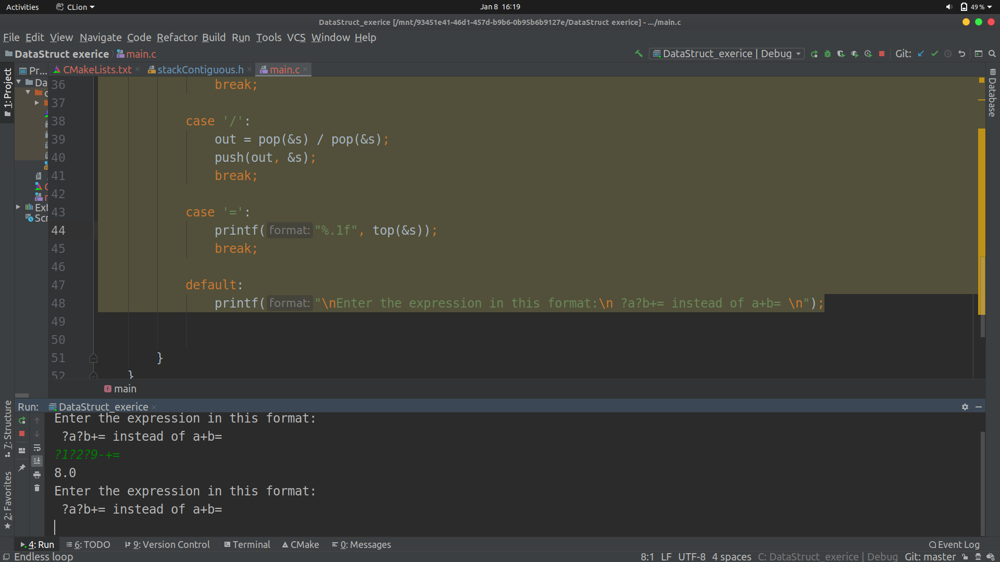 Activities CLion Jan 8 16:19 49 %
DataStruct_exerice [/mnt/93451e41-46d1-457d-b9b6-0b95b6b9127e/DataStruct exerice] - .../main.c
File Edit View Navigate Code Refactor Build Run Tools VCS Window Help
DataStruct exerice main.c DataStruct_exerice | Debug Git:
1: Project Pr... CMakeLists.txt stackContiguous.h main.c Database
Da
Ext
Scr
36 break;
37
38 case '/':
39 out = pop(&s) / pop(&s);
40 push(out, &s);
41 break;
42
43 case '=':
44 printf( format: "%.1f", top(&s));
45 break;
46
47 default:
48 printf( format: "\nEnter the expression in this format:\n ?a?b+= instead of a+b= \n");
49
50
51 }
52 }
main
7: Structure
2: Favorites
Run: DataStruct_exerice
Enter the expression in this format:
?a?b+= instead of a+b=
?1?2?9-+=
8.0
Enter the expression in this format:
?a?b+= instead of a+b=
4: Run 6: TODO 9: Version Control Terminal CMake 0: Messages Event Log
Endless loop 8:1 LF UTF-8 4 spaces C: DataStruct_exerice | Debug Git: master